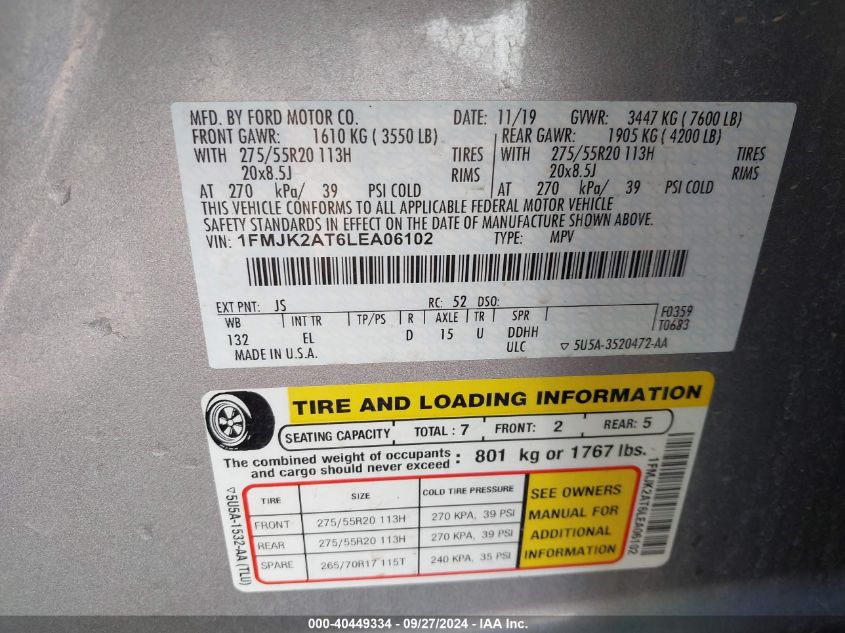 MFD. BY FORD MOTOR CO. DATE: 11/19 GVWR: 3447 KG (7600 LB)
FRONT GAWR: 1610 KG (3550 LB) REAR GAWR: 1905 KG (4200 LB)
WITH 275/55R20 113H TIRES WITH 275/55R20 113H TIRES
20x8.5J RIMS 20x8.5J RIMS
AT 270 kPa/ 39 PSI COLD AT 270 kPa/ 39 PSI COLD
THIS VEHICLE CONFORMS TO ALL APPLICABLE FEDERAL MOTOR VEHICLE
SAFETY STANDARDS IN EFFECT ON THE DATE OF MANUFACTURE SHOWN ABOVE.
VIN: 1FMJK2AT6LEA06102 TYPE: MPV
EXT PNT: JS RC: 52 DSO: F0359
WB INT TR TP/PS R AXLE TR SPR T0683
132 EL D 15 U DDHH
MADE IN U.S.A. ULC ▽ 5U5A-3520472-AA
TIRE AND LOADING INFORMATION
SEATING CAPACITY TOTAL : 7 FRONT: 2 REAR: 5
The combined weight of occupants and cargo should never exceed : 801 kg or 1767 lbs.
TIRE SIZE COLD TIRE PRESSURE
FRONT 275/55R20 113H 270 KPA, 39 PSI
REAR 275/55R20 113H 270 KPA, 39 PSI
SPARE 265/70R17 115T 240 KPA, 35 PSI
SEE OWNERS
MANUAL FOR
ADDITIONAL
INFORMATION
▽5U5A-1532-AA (TLU)
1FMJK2AT6LEA06102
000-40449334 - 09/27/2024 - IAA Inc.